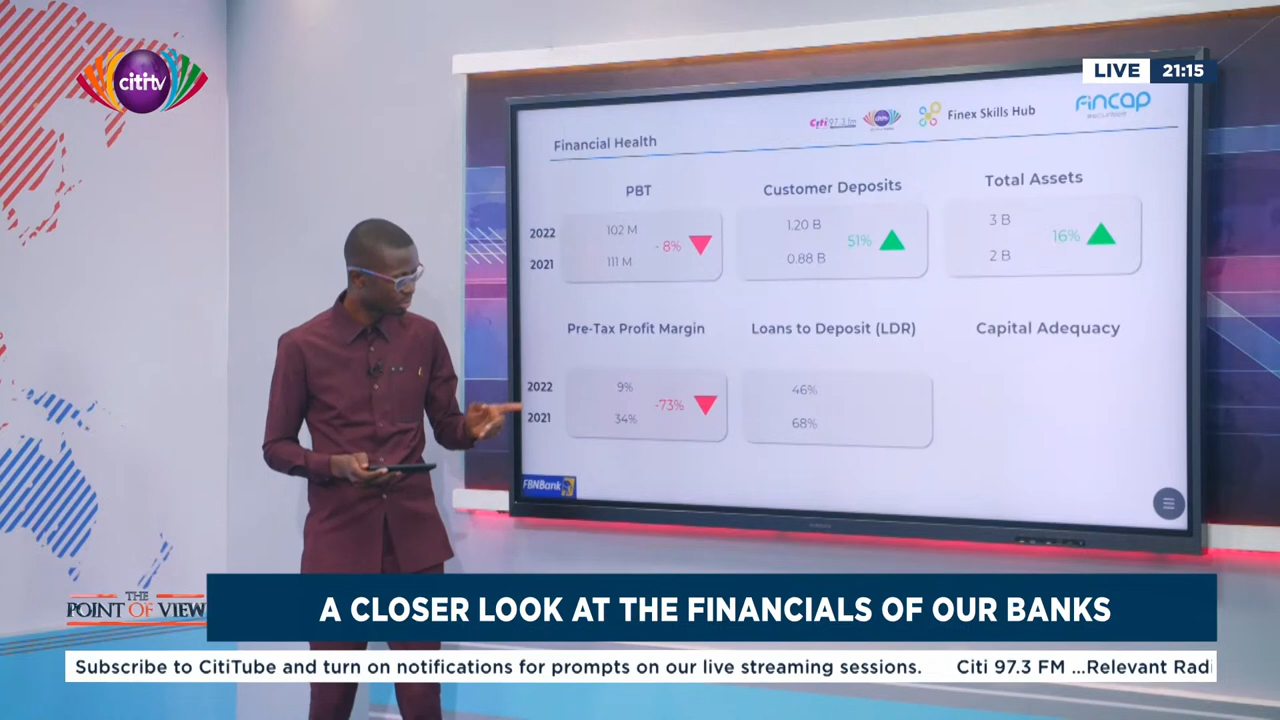 cititv
LIVE 21:15
Citi 97.3 fm
Finex Skills Hub
Fincap
Financial Health
PBT
Customer Deposits
Total Assets
2022 102 M 1.20 B 3 B
- 8% 51% 16%
2021 111 M 0.88 B 2 B
Pre-Tax Profit Margin
Loans to Deposit (LDR)
Capital Adequacy
2022 9% 46%
-73%
2021 34% 68%
FBNBank
THE
POINT OF VIEW
A CLOSER LOOK AT THE FINANCIALS OF OUR BANKS
Subscribe to CitiTube and turn on notifications for prompts on our live streaming sessions. Citi 97.3 FM ...Relevant Radi